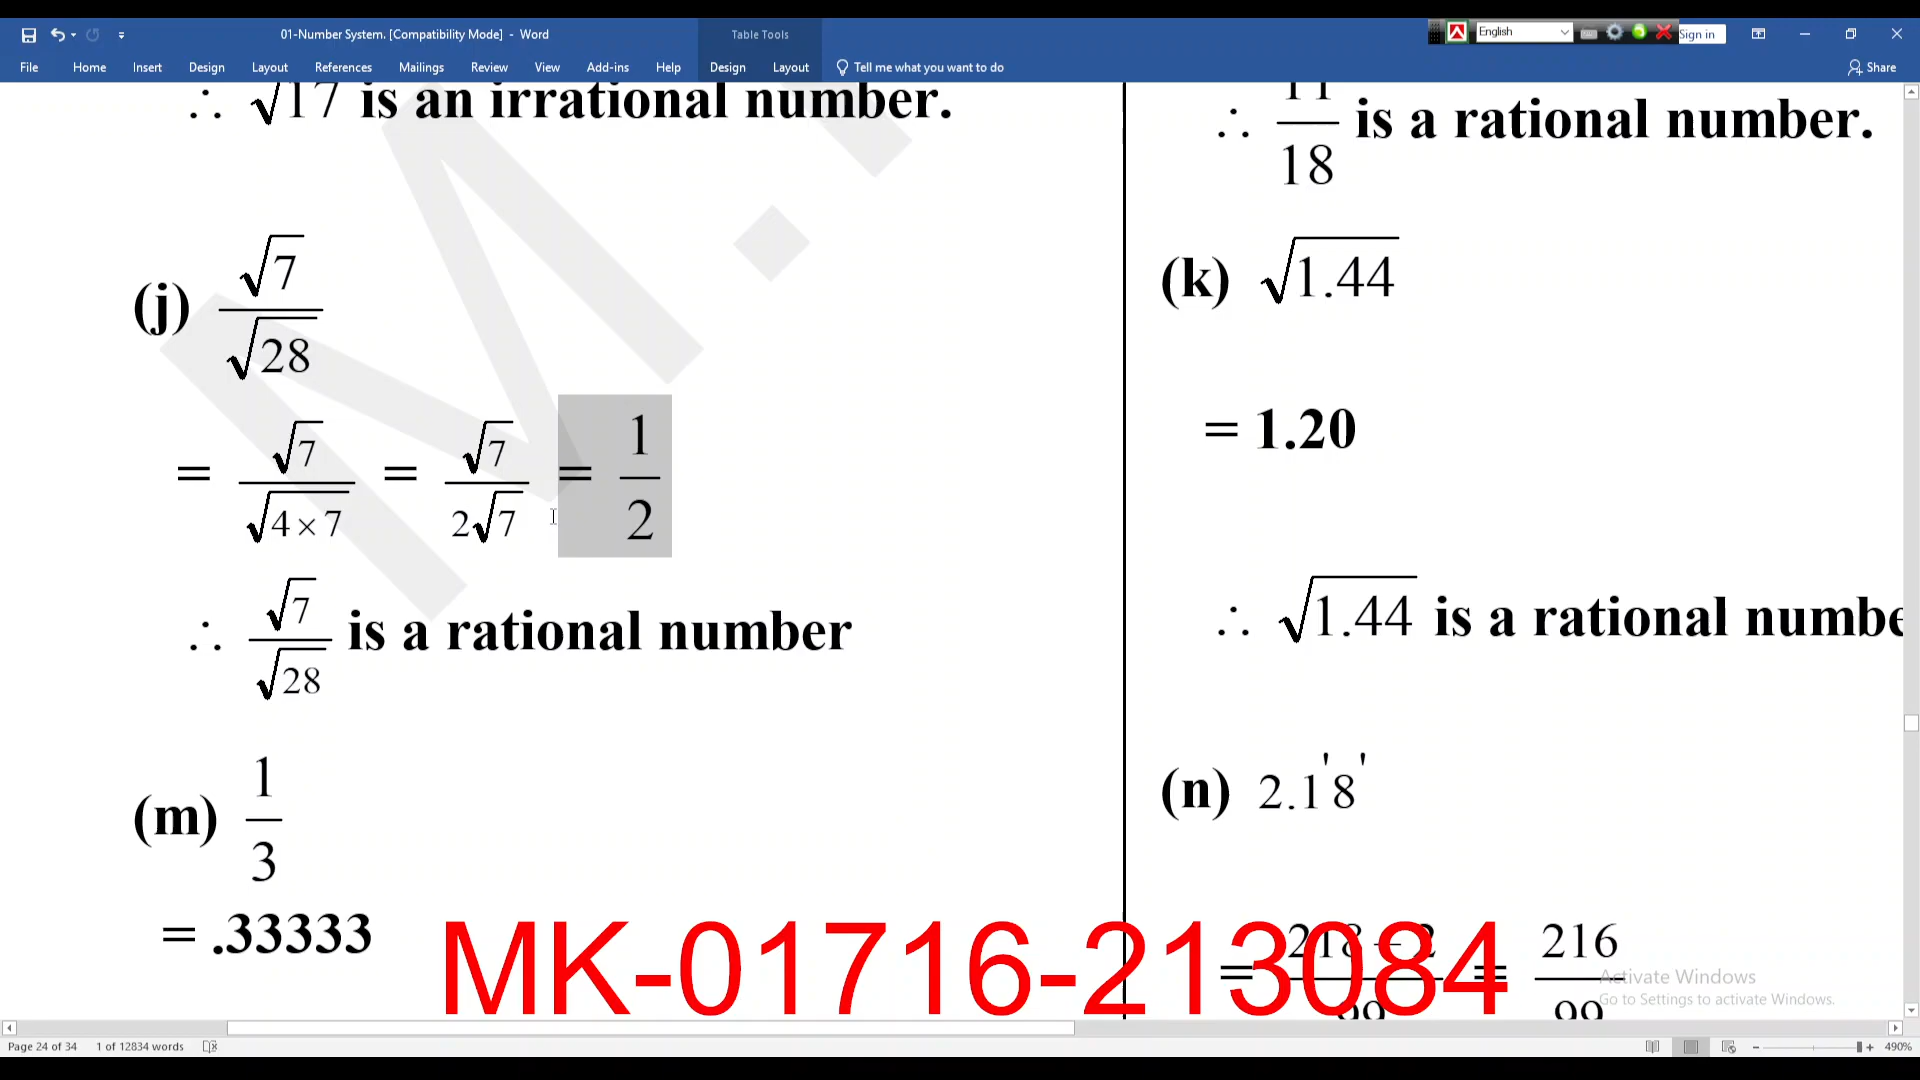 01-Number System. [Compatibility Mode] - Word
Table Tools
English
Sign in
File Home Insert Design Layout References Mailings Review View Add-ins Help Design Layout Tell me what you want to do Share
∴ √17 is an irrational number.
(j) √7/√28
= √7/√(4×7) = √7/(2√7) = 1/2
∴ √7/√28 is a rational number
(m) 1/3
= .33333
∴ 11/18 is a rational number.
(k) √1.44
= 1.20
∴ √1.44 is a rational numbe
(n) 2.1'8'
= (218 – 2)/99 = 216/99
MK-01716-213084
Activate Windows
Go to Settings to activate Windows.
Page 24 of 34 1 of 12834 words 490%